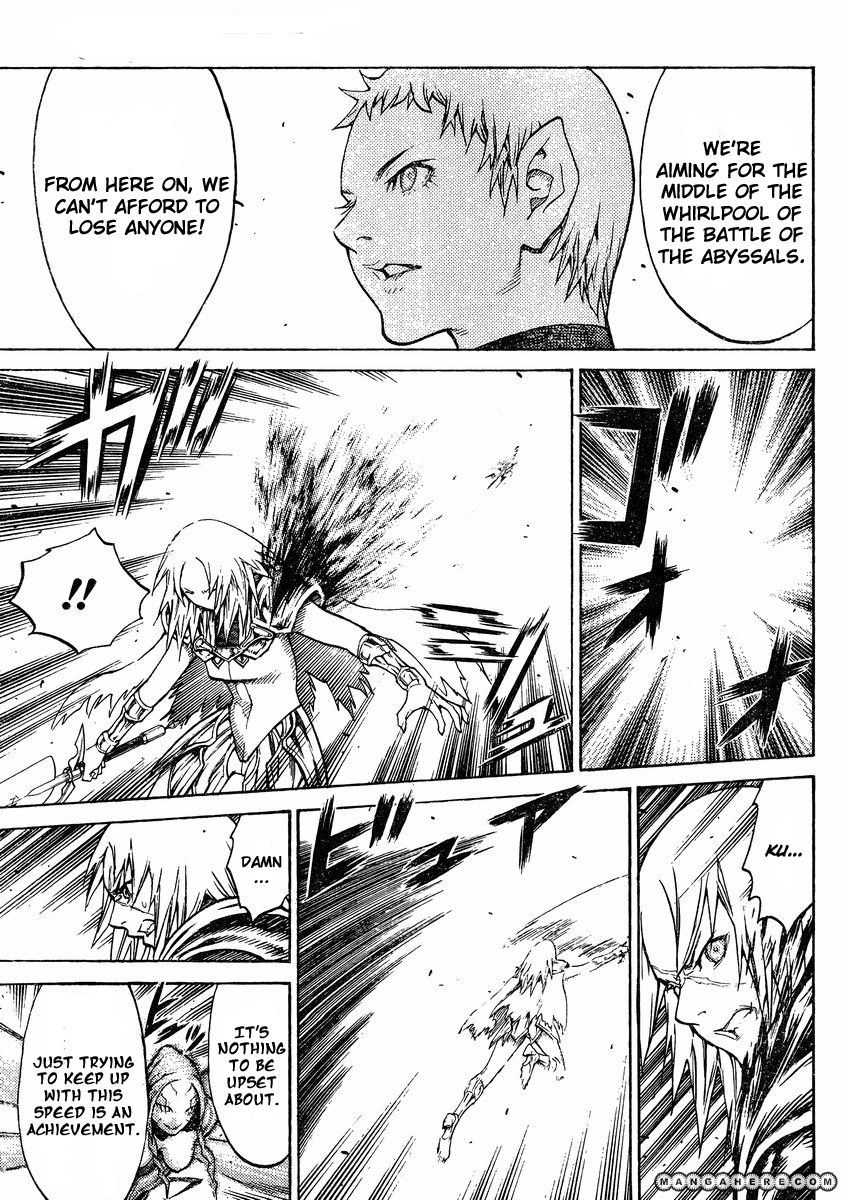 WE'RE
AIMING FOR THE
MIDDLE OF THE
WHIRLPOOL OF
THE BATTLE OF
THE ABYSSALS.
FROM HERE ON, WE
CAN'T AFFORD TO
LOSE ANYONE!
ゴ
オ
オ
ガ
!!
KU...
ビュア
DAMN
...
IT'S
NOTHING
TO BE
UPSET
ABOUT.
JUST TRYING
TO KEEP UP
WITH THIS
SPEED IS AN
ACHIEVEMENT.
MANGAHERE.COM